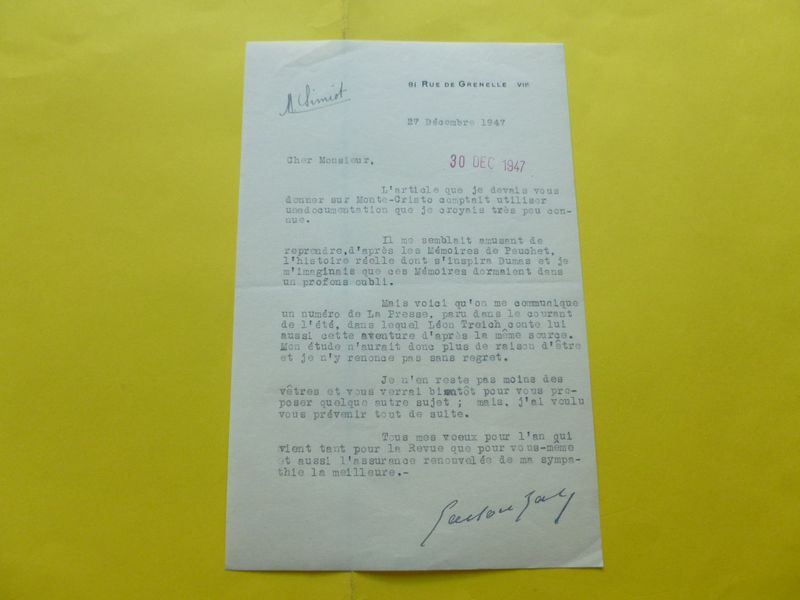 A Simiot
91 RUE DE GRENELLE VIIe
27 Décembre 1947
Cher Monsieur,
30 DEC 1947
L'article que je devais vous
donner sur Monte-Cristo comptait utiliser
unedocumentation que je croyais très peu con-
nue.
Il me semblait amusant de
reprendre,d'après les Mémoires de Peuchet,
l'histoire réelle dont s'inspira Dumas et je
m'imaginais que ces Mémoires dormaient dans
un profons oubli.
Mais voici qu'on me communique
un numéro de La Presse, paru dans le courant
de l'été, dans lequel Léon Treich conte lui
aussi cette aventure d'après la même source.
Mon étude n'aurait donc plus de raison d'être
et je n'y renonce pas sans regret.
Je n'en reste pas moins des
vêtres et vous verrai bientôt pour vous pro-
poser quelque autre sujet ; mais, j'ai voulu
vous prévenir tout de suite.
Tous mes voeux pour l'an qui
vient tant pour la Revue que pour vous-même
et aussi l'assurance renouvelée de ma sympa-
thie la meilleure.-
Gaston